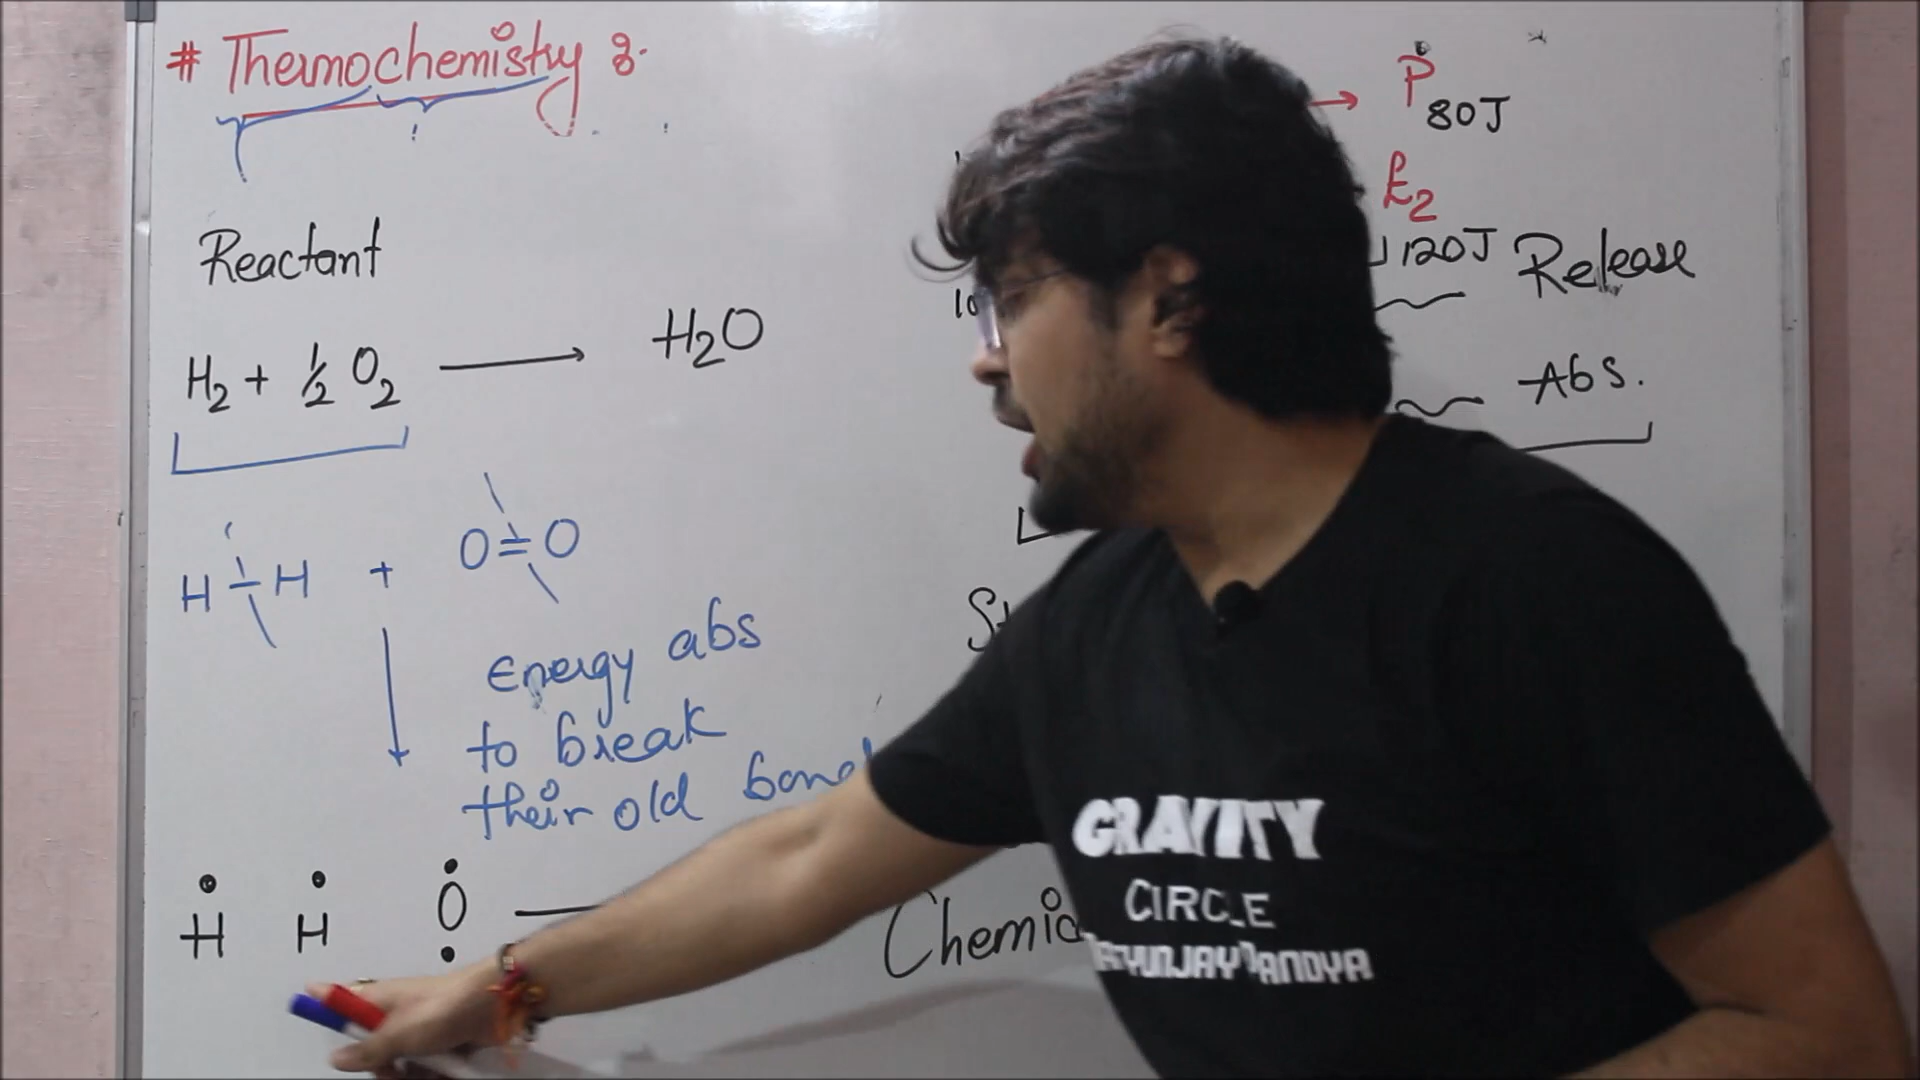 # Thermochemistry :-
Reactant
H2 + 1/2 O2 → H2O
H - H + O = O
Energy abs
to break
their old bond
H H O
→ P
80J
E2
120J Release
Abs.
Chemic
GRAVITY
CIRCLE